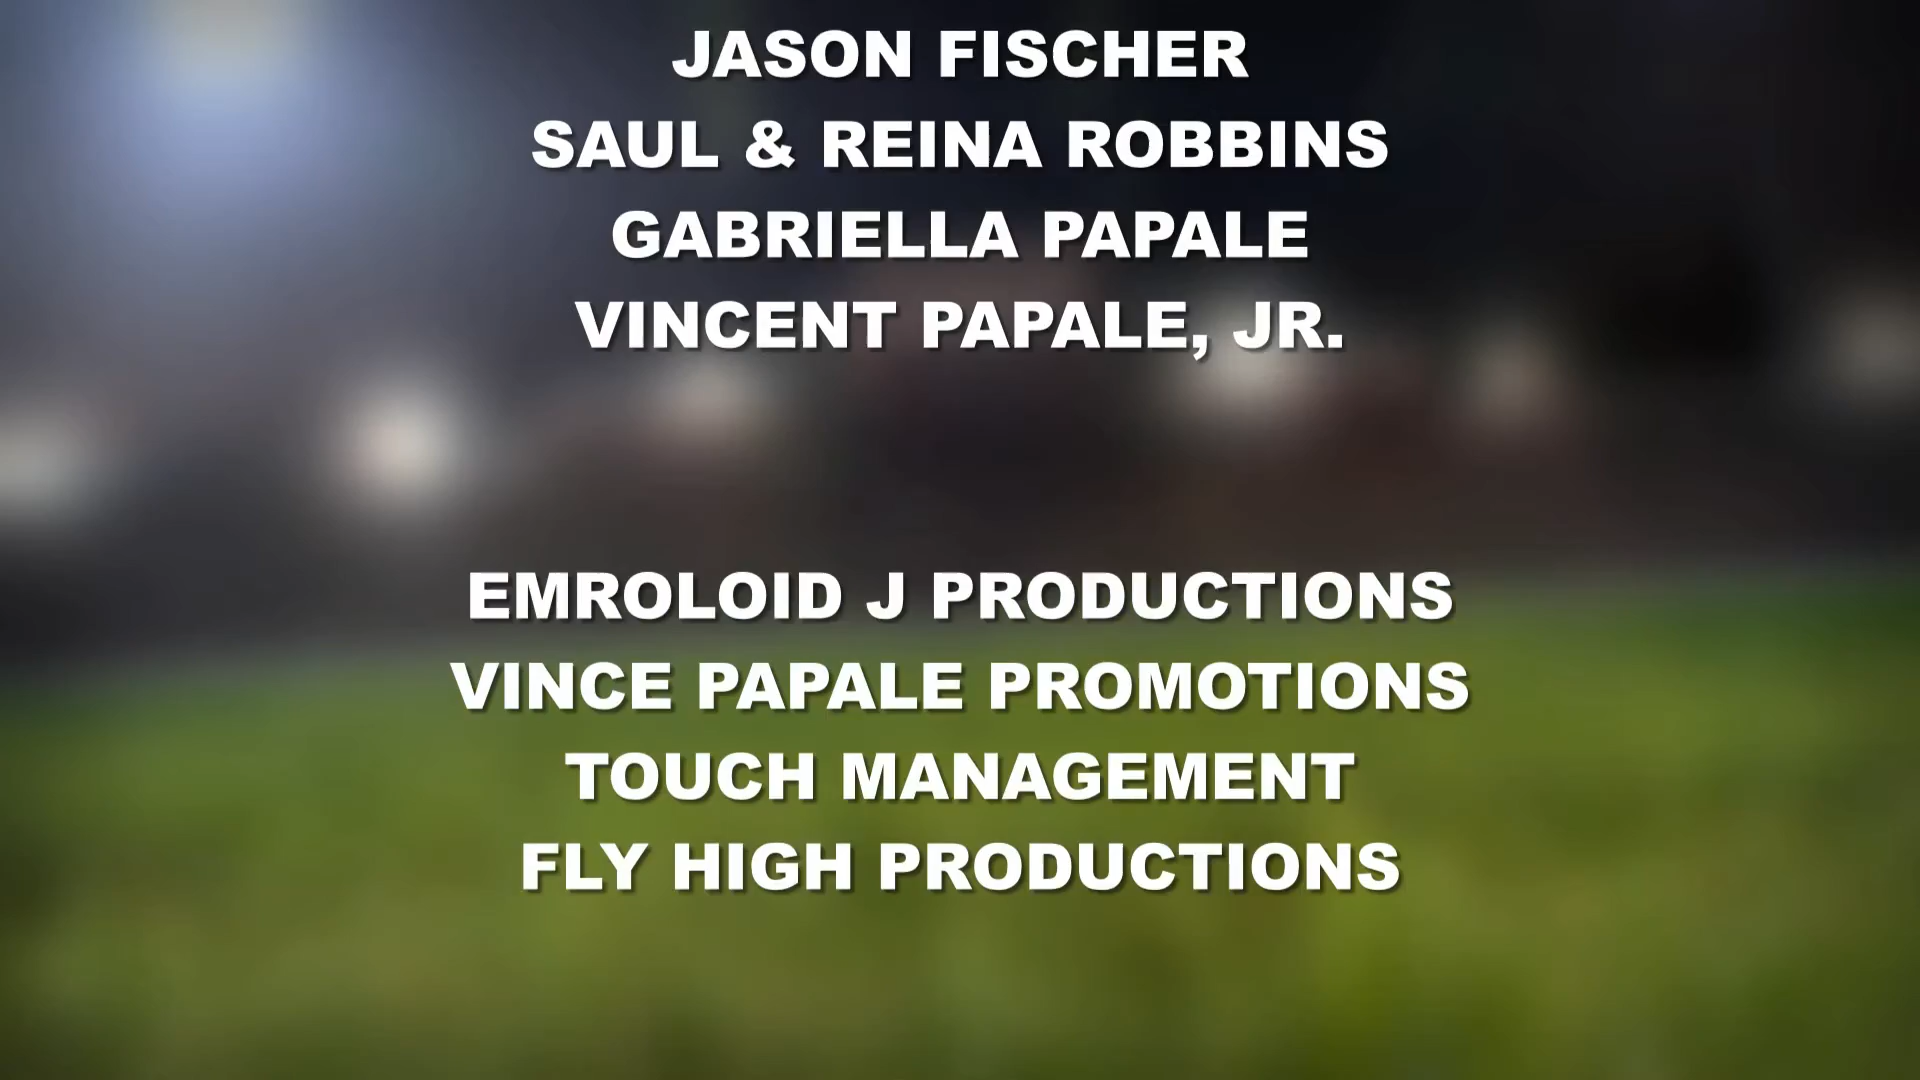 JASON FISCHER
SAUL & REINA ROBBINS
GABRIELLA PAPALE
VINCENT PAPALE, JR.
EMROLOID J PRODUCTIONS
VINCE PAPALE PROMOTIONS
TOUCH MANAGEMENT
FLY HIGH PRODUCTIONS